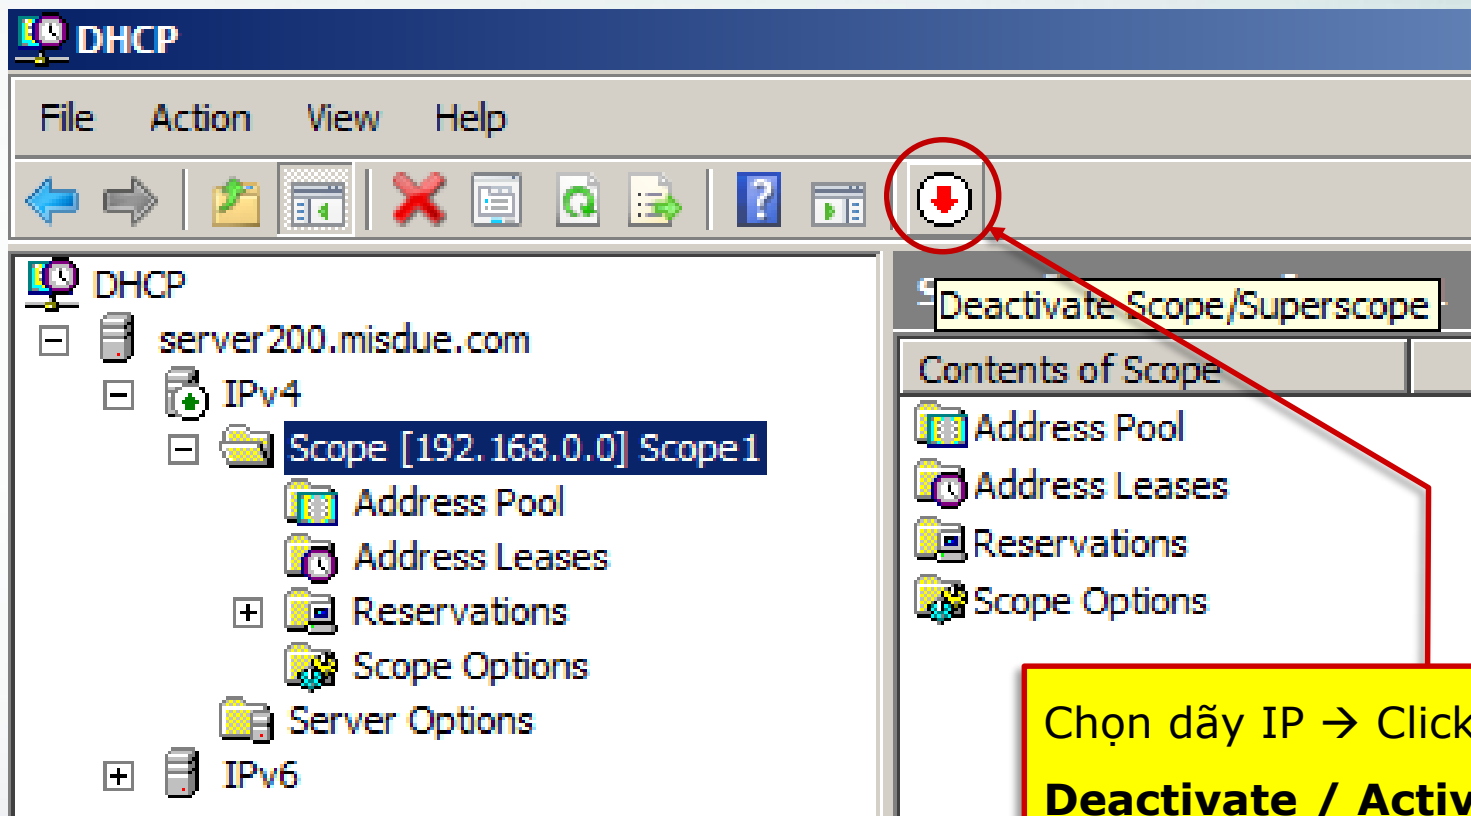 DHCP
File Action View Help
DHCP
Deactivate Scope/Superscope
server200.misdue.com
Contents of Scope
IPv4
Address Pool
Scope [192.168.0.0] Scope1
Address Leases
Address Pool
Reservations
Address Leases
Scope Options
Reservations
Scope Options
Server Options
Chọn dãy IP → Click
IPv6
Deactivate / Activ